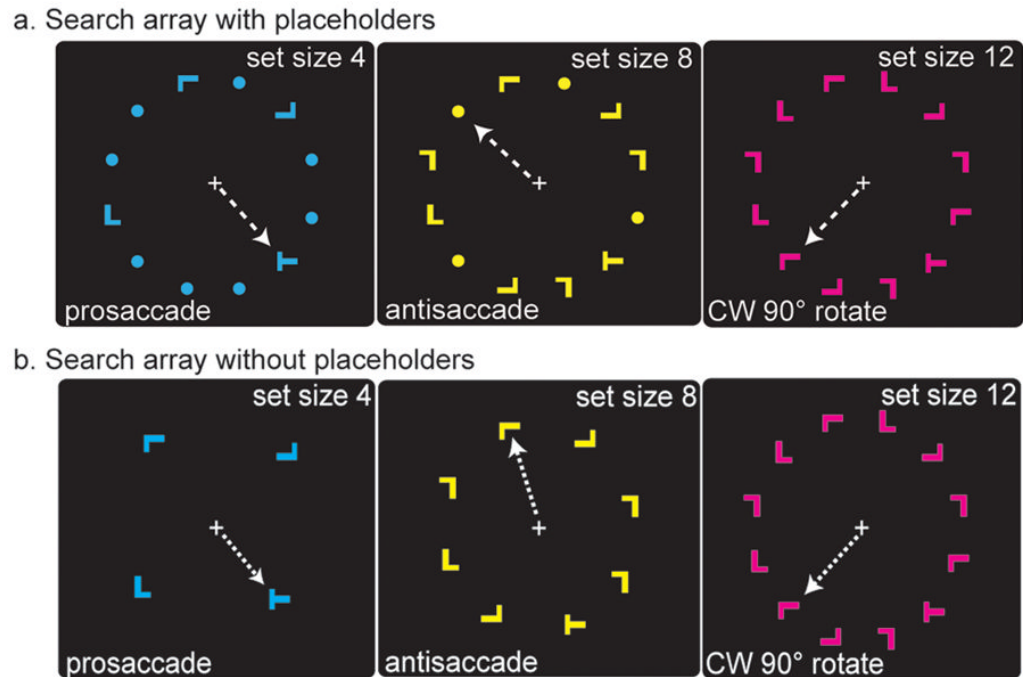 a. Search array with placeholders
set size 4
prosaccade
set size 8
antisaccade
set size 12
CW 90° rotate
b. Search array without placeholders
set size 4
prosaccade
set size 8
antisaccade
set size 12
CW 90° rotate